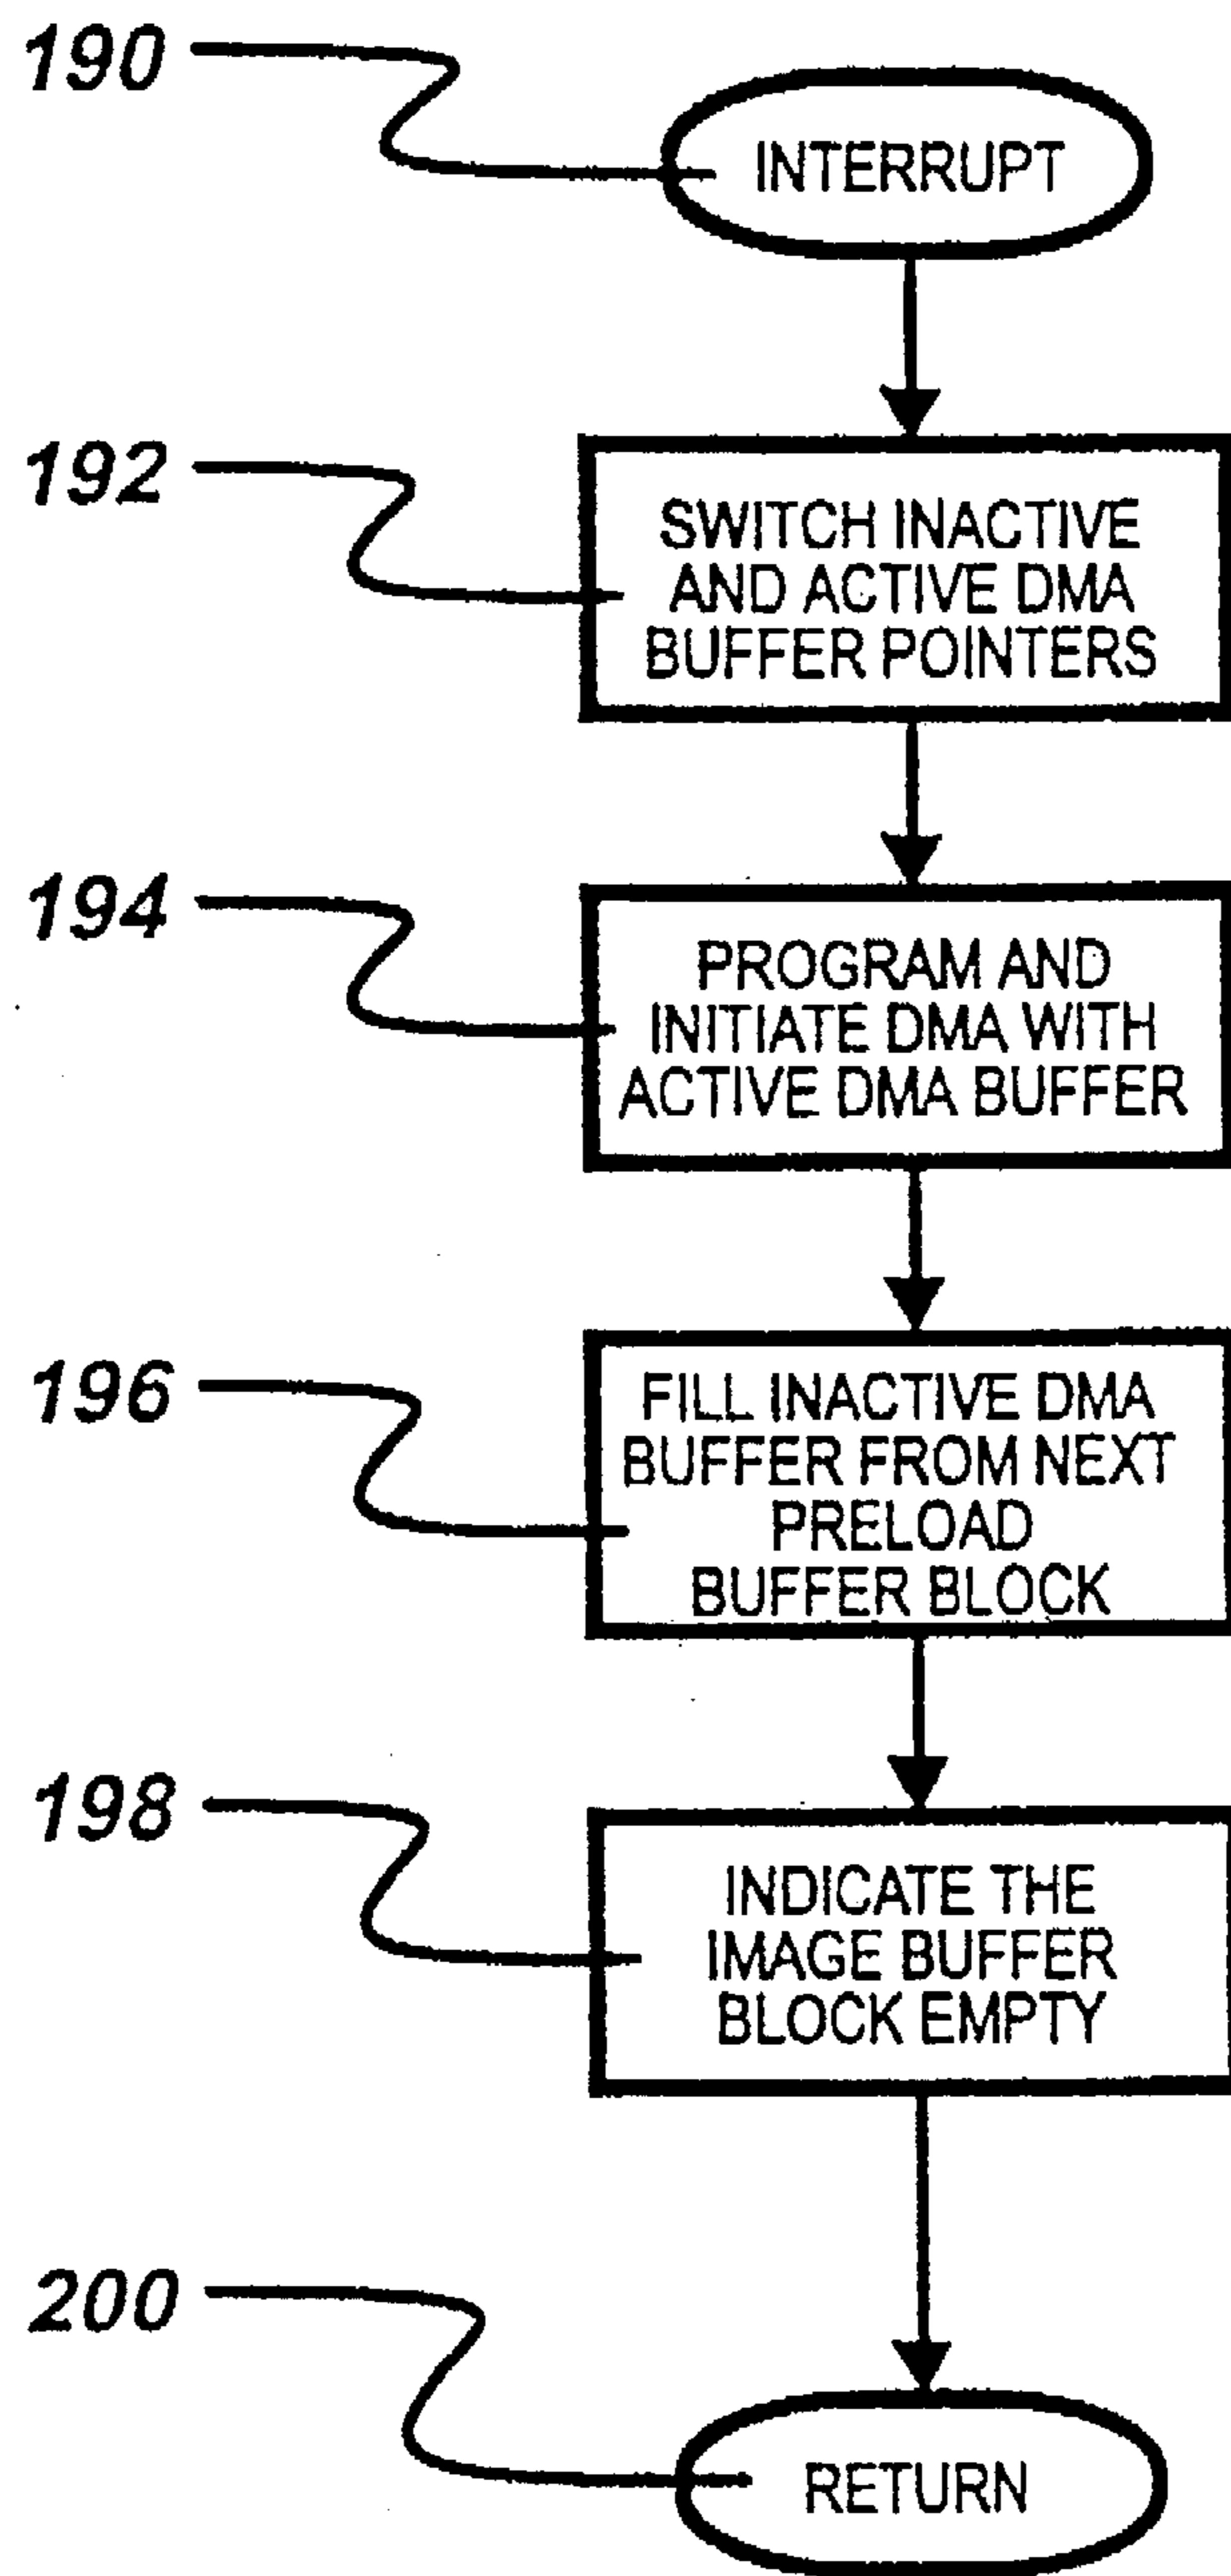 190
INTERRUPT
192
SWITCH INACTIVE
AND ACTIVE DMA
BUFFER POINTERS
194
PROGRAM AND
INITIATE DMA WITH
ACTIVE DMA BUFFER
196
FILL INACTIVE DMA
BUFFER FROM NEXT
PRELOAD
BUFFER BLOCK
198
INDICATE THE
IMAGE BUFFER
BLOCK EMPTY
200
RETURN